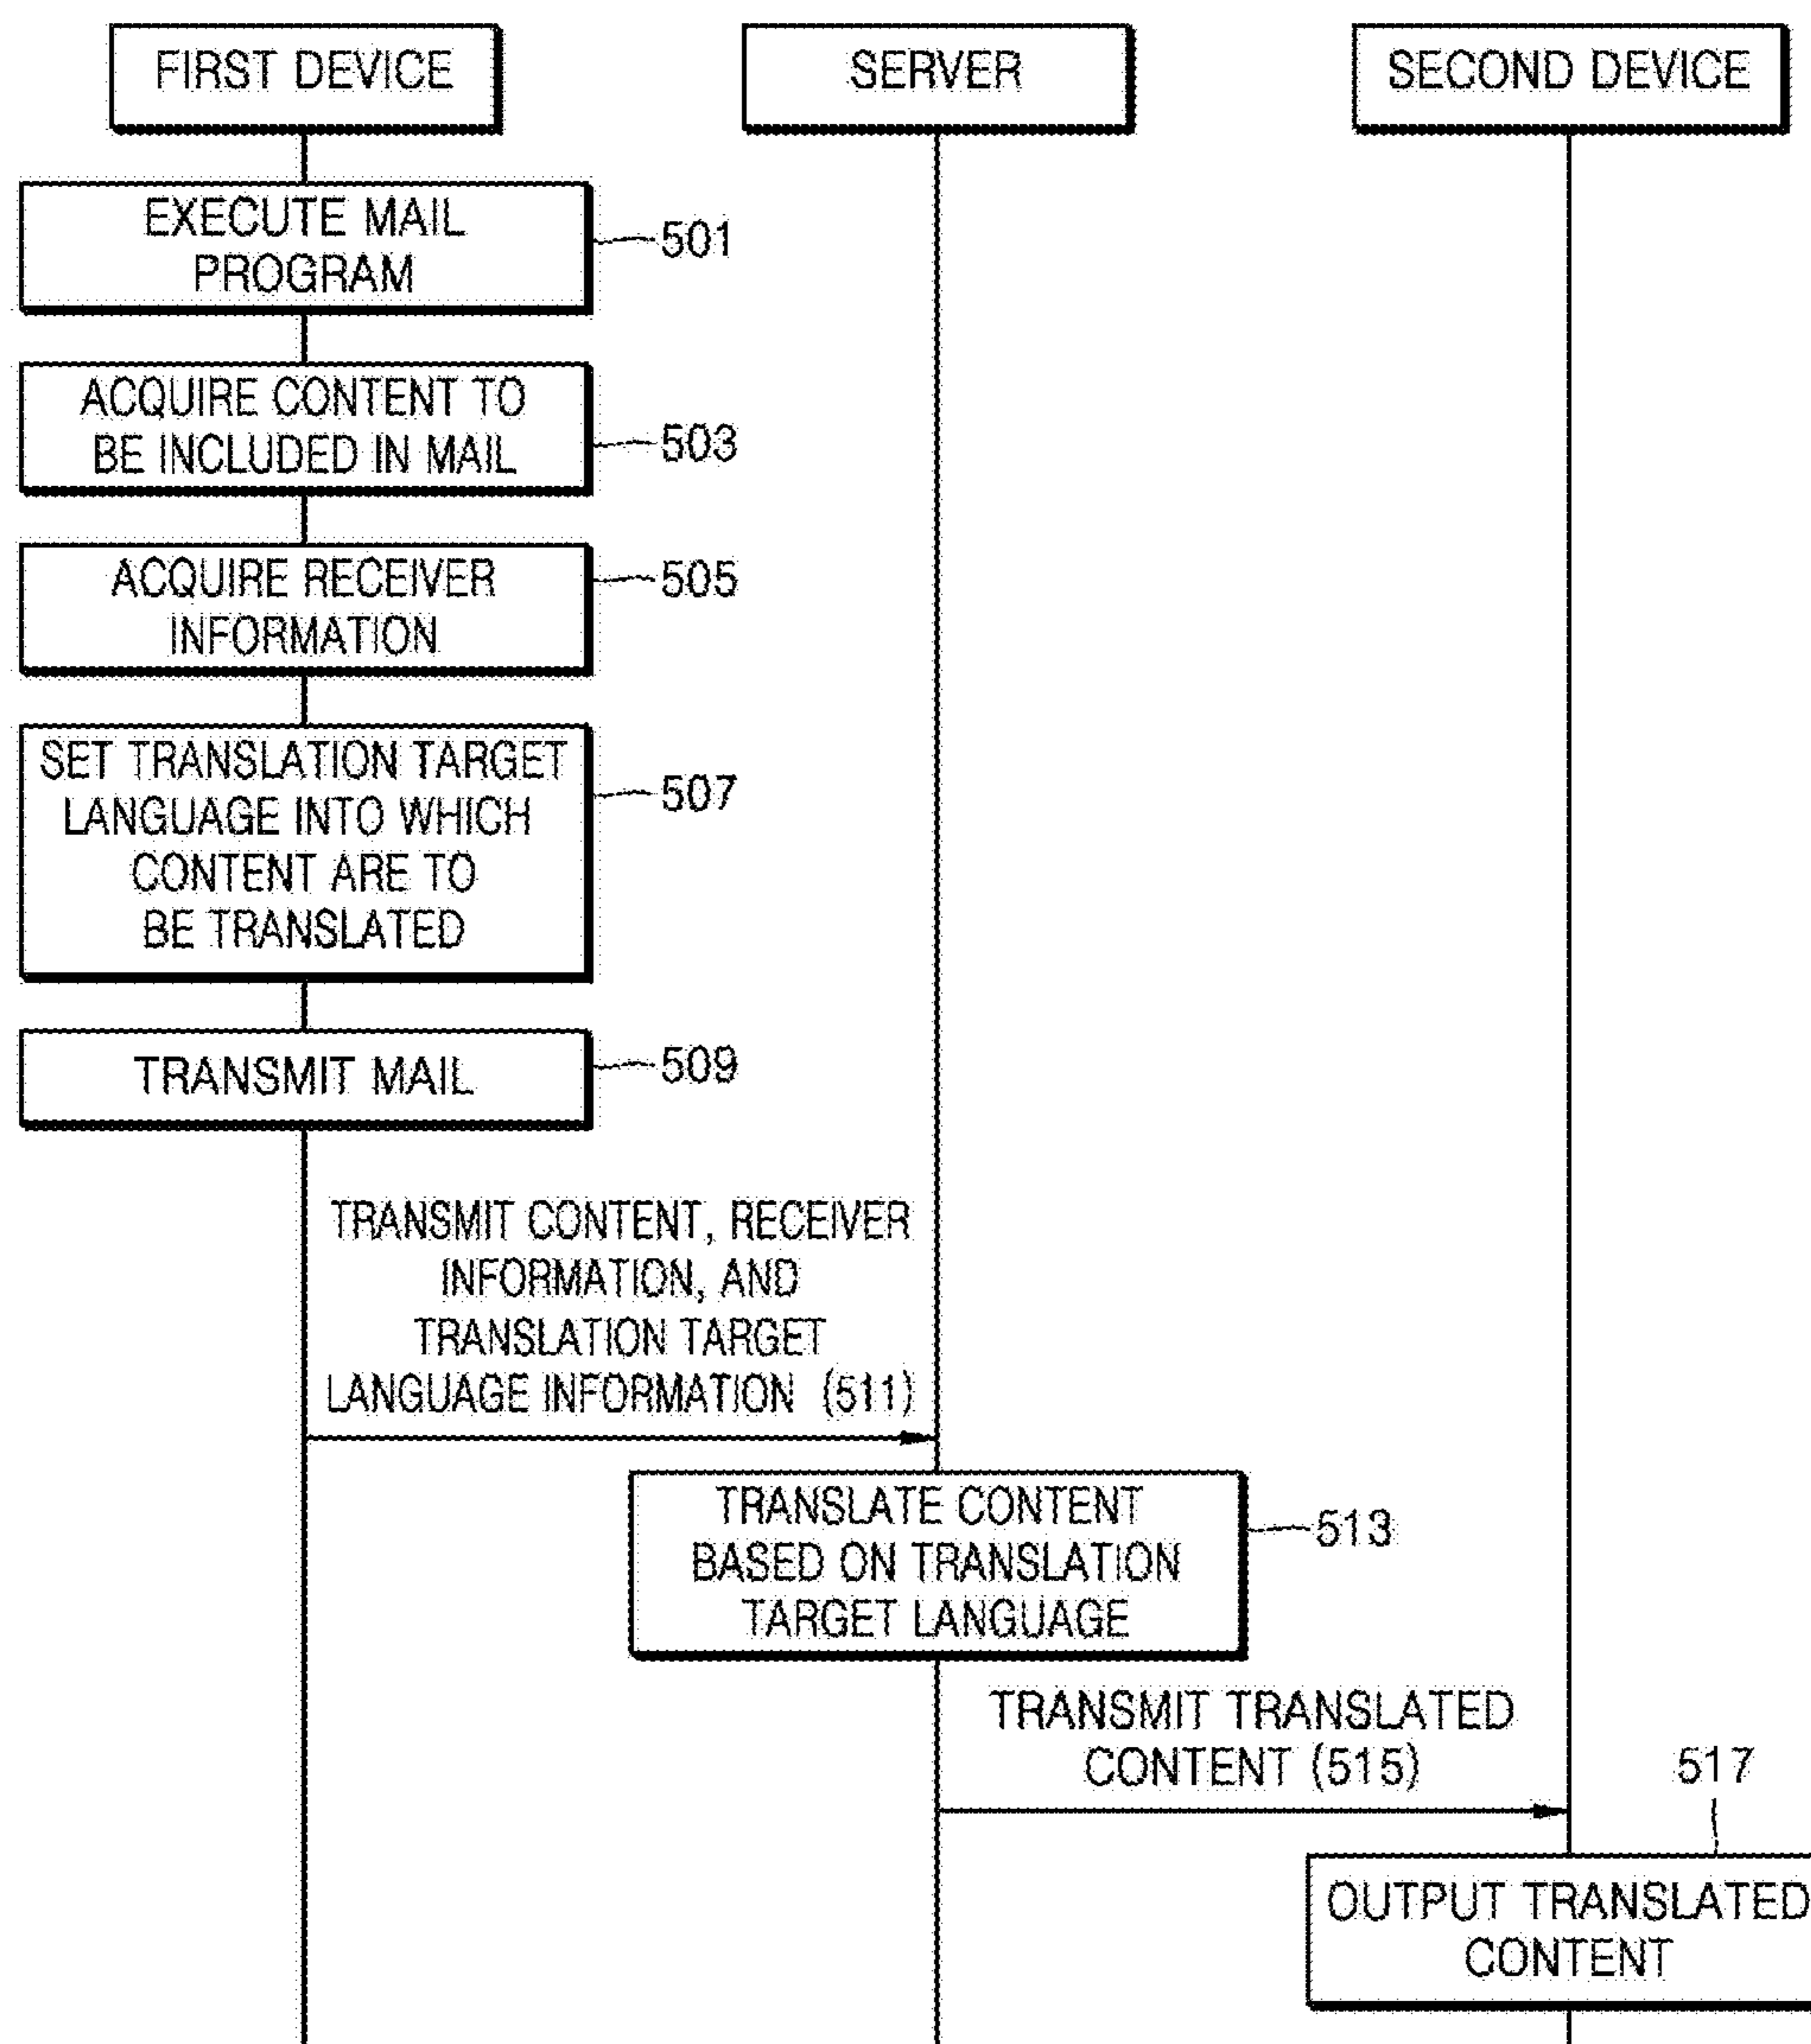 FIRST DEVICE
SERVER
SECOND DEVICE
EXECUTE MAIL
PROGRAM
501
ACQUIRE CONTENT TO
BE INCLUDED IN MAIL
503
ACQUIRE RECEIVER
INFORMATION
505
SET TRANSLATION TARGET
LANGUAGE INTO WHICH
CONTENT ARE TO
BE TRANSLATED
507
TRANSMIT MAIL
509
TRANSMIT CONTENT, RECEIVER
INFORMATION, AND
TRANSLATION TARGET
LANGUAGE INFORMATION (511)
TRANSLATE CONTENT
BASED ON TRANSLATION
TARGET LANGUAGE
513
TRANSMIT TRANSLATED
CONTENT (515)
517
OUTPUT TRANSLATED
CONTENT